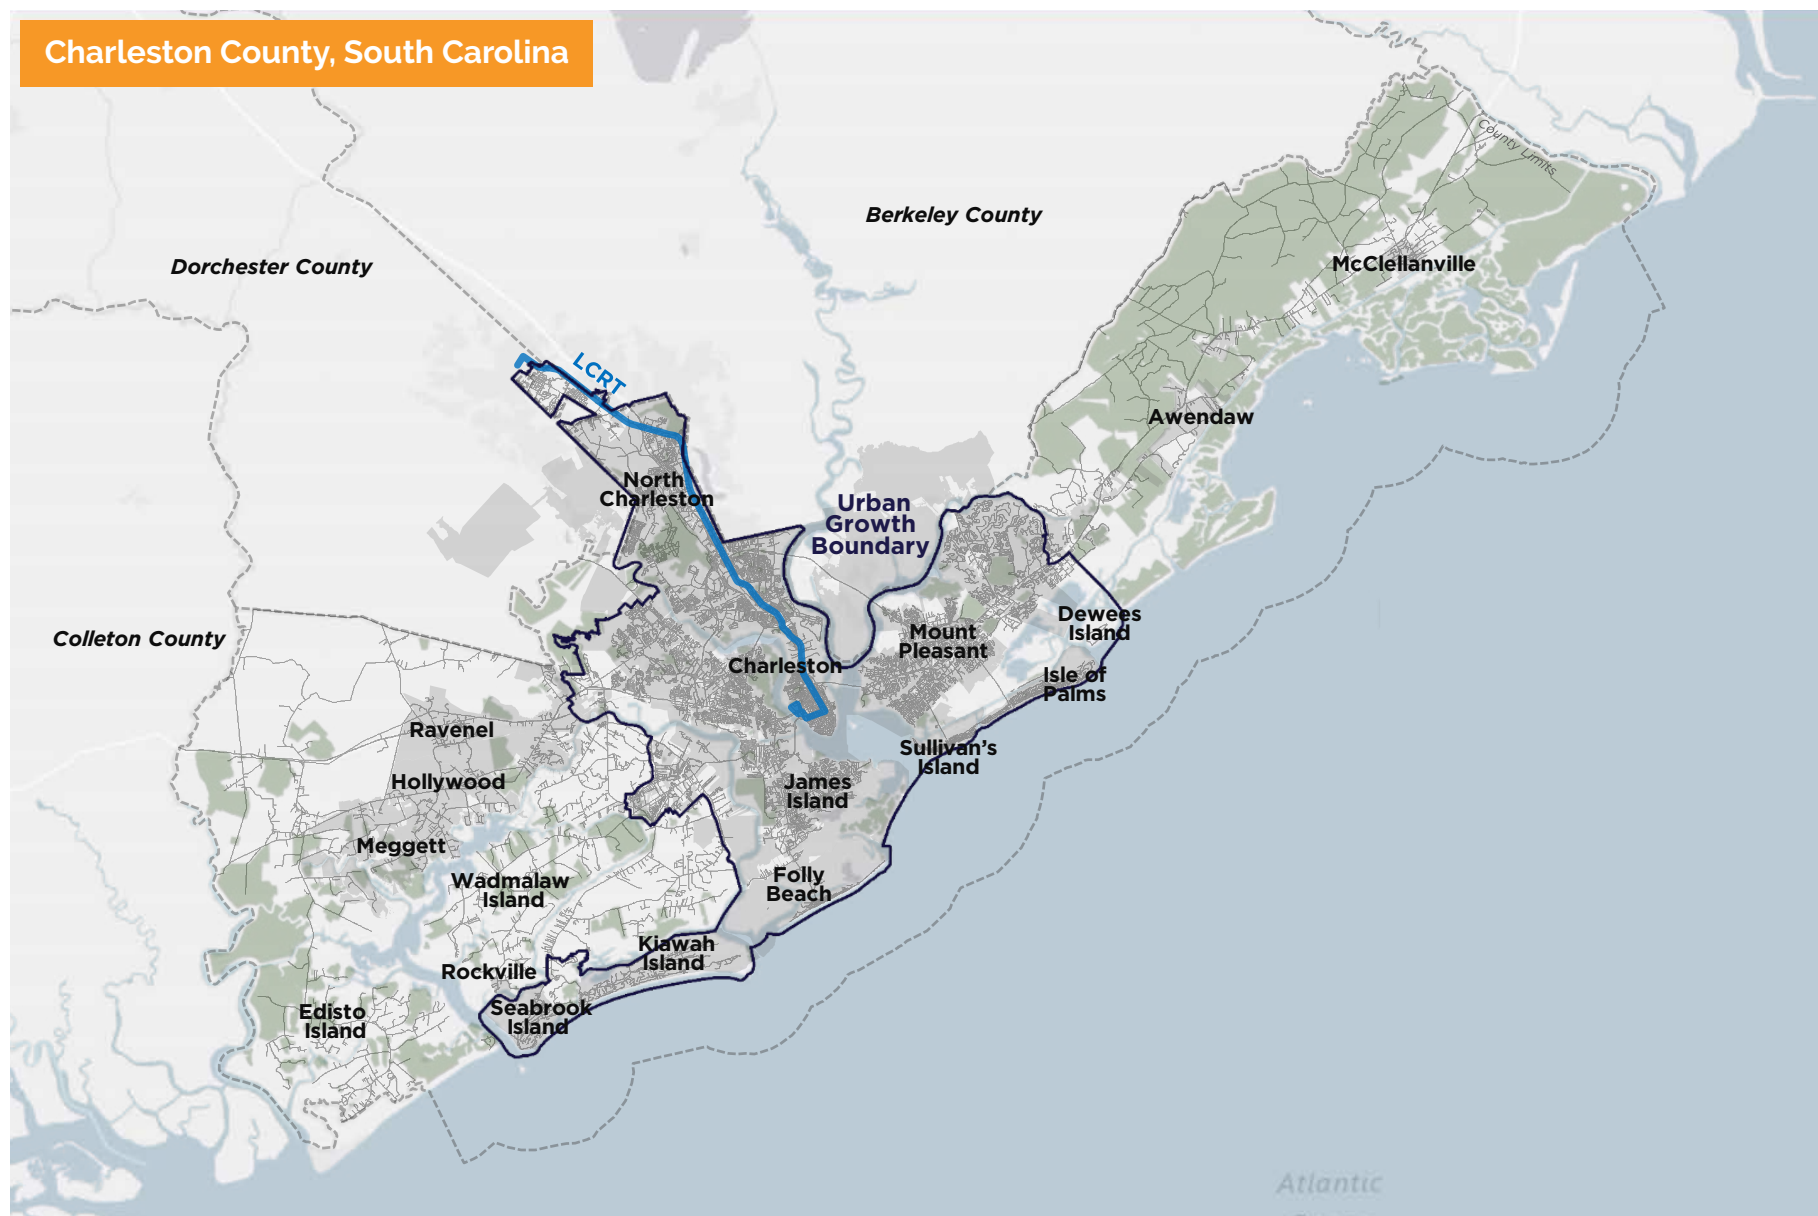 Charleston County, South Carolina
County Limits
Berkeley County
Dorchester County
McClellanville
LCRT
Awendaw
North
Charleston
Urban
Growth
Boundary
Dewees
Island
Mount
Pleasant
Colleton County
Charleston
Isle of
Palms
Ravenel
Sullivan's
Island
Hollywood
James
Island
Meggett
Wadmalaw
Island
Folly
Beach
Kiawah
Island
Rockville
Seabrook
Island
Edisto
Island
Atlantic